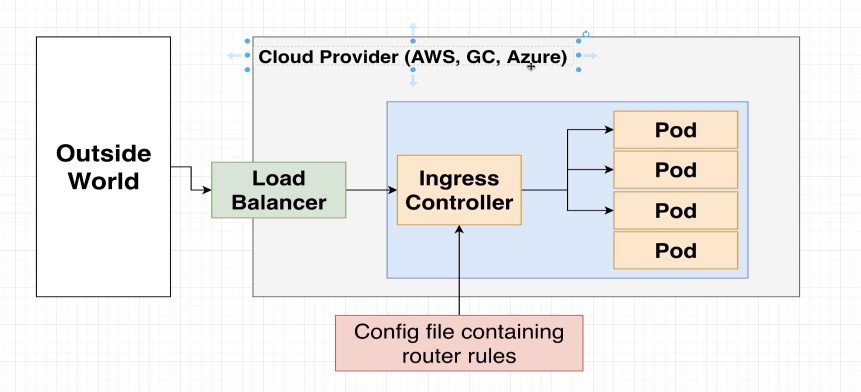 Cloud Provider (AWS, GC, Azure)
Outside
World
Load
Balancer
Ingress
Controller
Pod
Pod
Pod
Pod
Config file containing
router rules